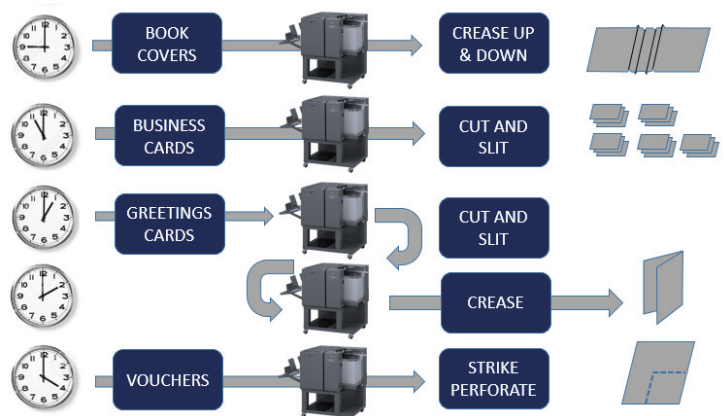 BOOK
COVERS
CREASE UP
& DOWN
BUSINESS
CARDS
CUT AND
SLIT
GREETINGS
CARDS
CUT AND
SLIT
CREASE
VOUCHERS
STRIKE
PERFORATE